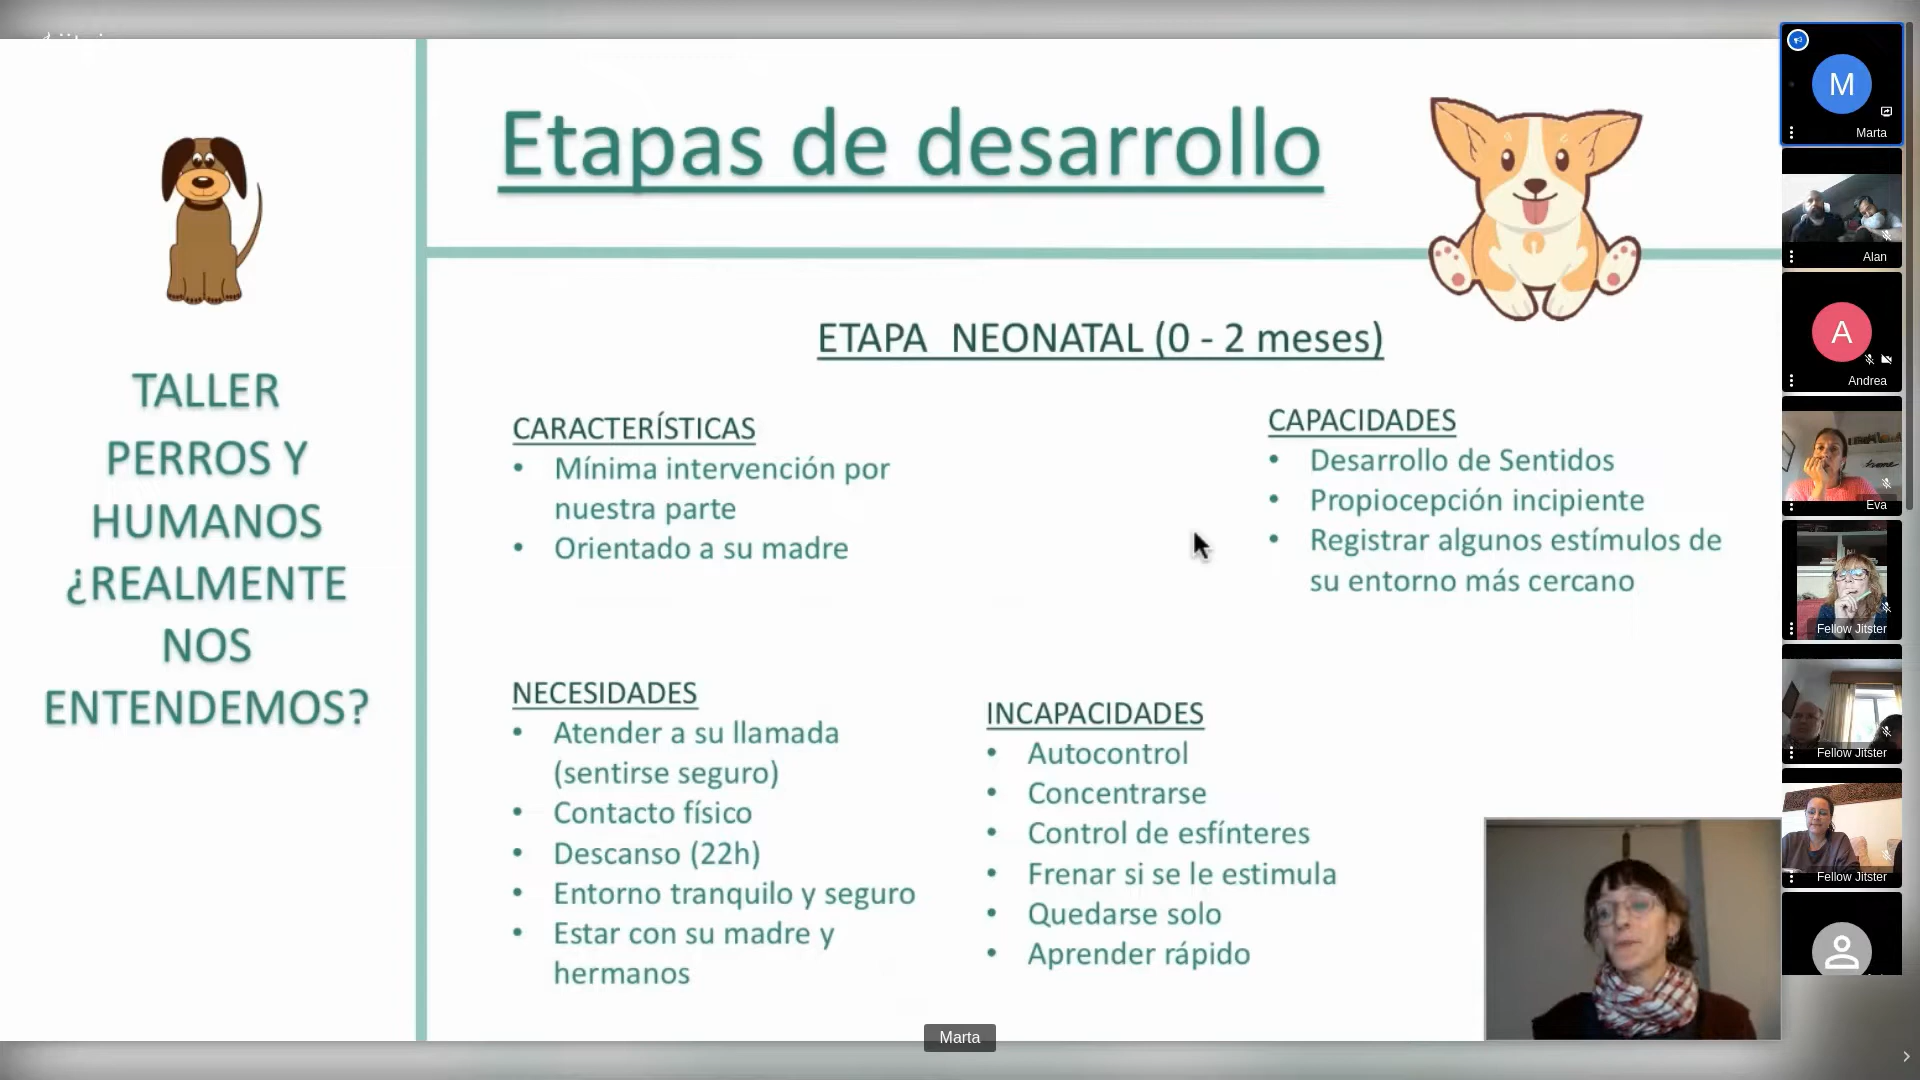 Etapas de desarrollo
TALLER
PERROS Y
HUMANOS
¿REALMENTE
NOS
ENTENDEMOS?
ETAPA NEONATAL (0 - 2 meses)
CARACTERÍSTICAS
• Mínima intervención por
nuestra parte
• Orientado a su madre
CAPACIDADES
• Desarrollo de Sentidos
• Propiocepción incipiente
• Registrar algunos estímulos de
su entorno más cercano
NECESIDADES
• Atender a su llamada
(sentirse seguro)
• Contacto físico
• Descanso (22h)
• Entorno tranquilo y seguro
• Estar con su madre y
hermanos
INCAPACIDADES
• Autocontrol
• Concentrarse
• Control de esfínteres
• Frenar si se le estimula
• Quedarse solo
• Aprender rápido
Marta
M
Marta
Alan
A
Andrea
Eva
Fellow Jitster
Fellow Jitster
Fellow Jitster